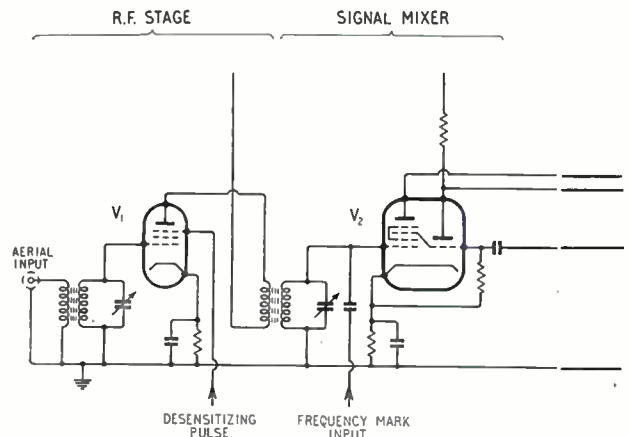 R.F. STAGE
SIGNAL MIXER
V1
V2
AERIAL
INPUT
DESENSITIZING
PULSE
FREQUENCY MARK
INPUT